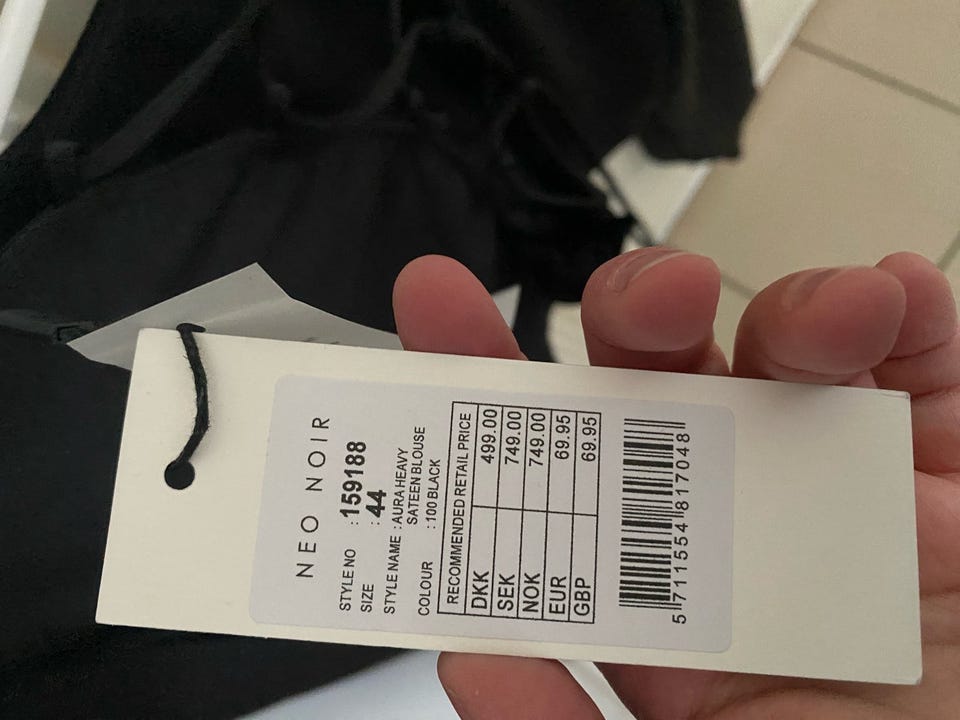 NEO NOIR
STYLE NO : 159188
SIZE : 44
STYLE NAME : AURA HEAVY
SATEEN BLOUSE
COLOUR : 100 BLACK
RECOMMENDED RETAIL PRICE
DKK 499.00
SEK 749.00
NOK 749.00
EUR 69.95
GBP 69.95
5 711554 817048